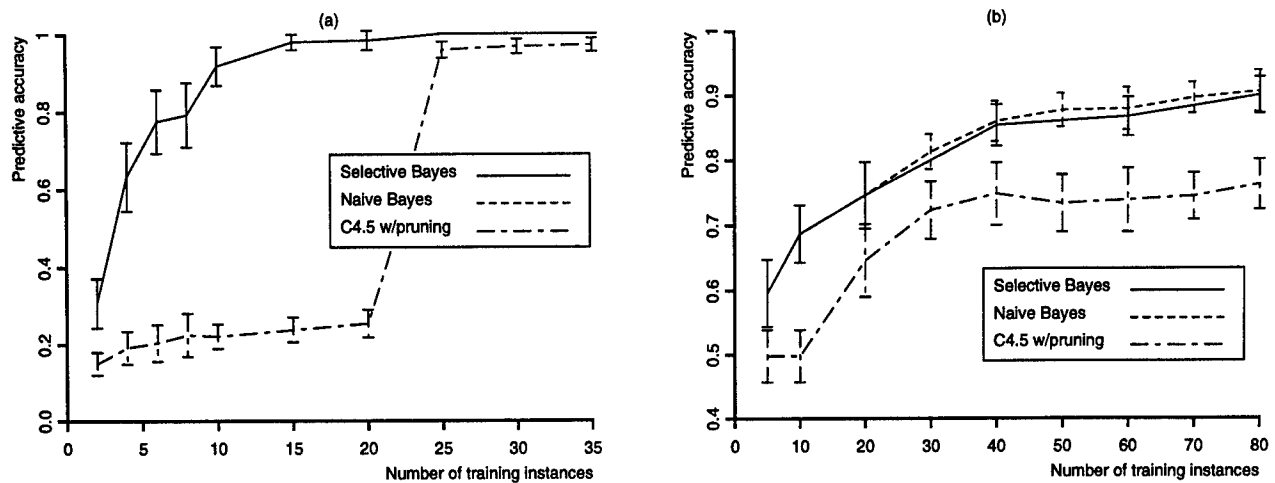 (a)
Predictive accuracy
1
0.8
0.6
0.4
0.2
0.0
Selective Bayes
Naive Bayes
C4.5 w/pruning
0 5 10 15 20 25 30 35
Number of training instances
(b)
Predictive accuracy
1
0.9
0.8
0.7
0.6
0.5
0.4
Selective Bayes
Naive Bayes
C4.5 w/pruning
0 10 20 30 40 50 60 70 80
Number of training instances